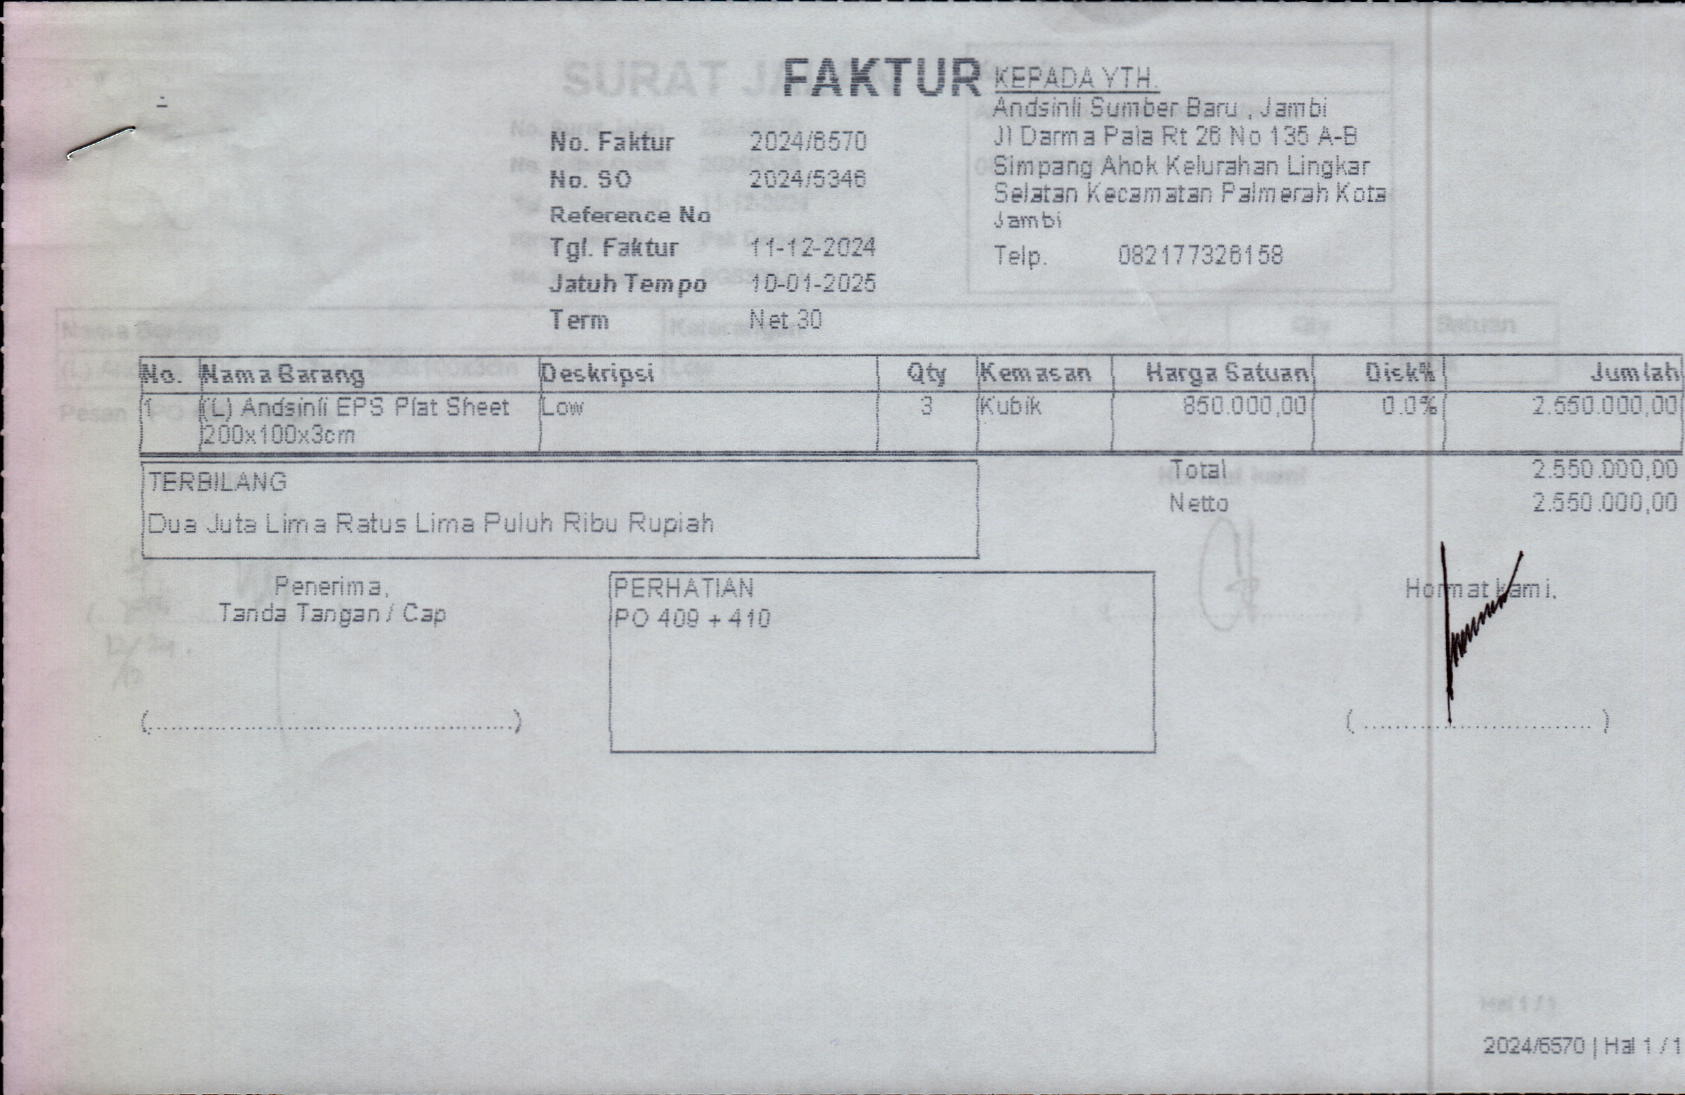 FAKTUR
No. Faktur 2024/6570
No. SO 2024/5346
Reference No
Tgl. Faktur 11-12-2024
Jatuh Tempo 10-01-2025
Term Net 30
KEPADA YTH.
Andsinli Sumber Baru , Jambi
Jl Darma Pala Rt 26 No 135 A-B
Simpang Ahok Kelurahan Lingkar
Selatan Kecamatan Palmerah Kota
Jambi
Telp. 082177326158
No. Nama Barang Deskripsi Qty Kemasan Harga Satuan Disk% Jumlah
1 (L) Andsinli EPS Plat Sheet Low 3 Kubik 850.000,00 0.0% 2.550.000,00
200x100x3cm
Total 2.550.000,00
Netto 2.550.000,00
TERBILANG
Dua Juta Lima Ratus Lima Puluh Ribu Rupiah
Penerima,
Tanda Tangan / Cap
(...............................................)
PERHATIAN
PO 409 + 410
Hormat kami,
( ............................. )
2024/6570 | Hal 1 / 1